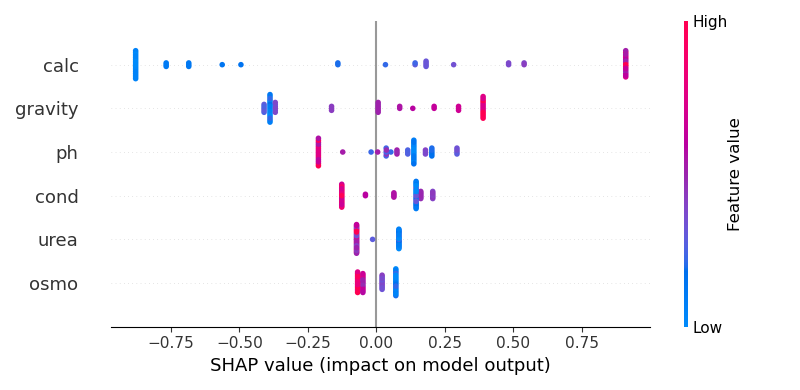 High
calc
gravity
ph
cond
urea
osmo
Feature value
Low
−0.75 −0.50 −0.25 0.00 0.25 0.50 0.75
SHAP value (impact on model output)